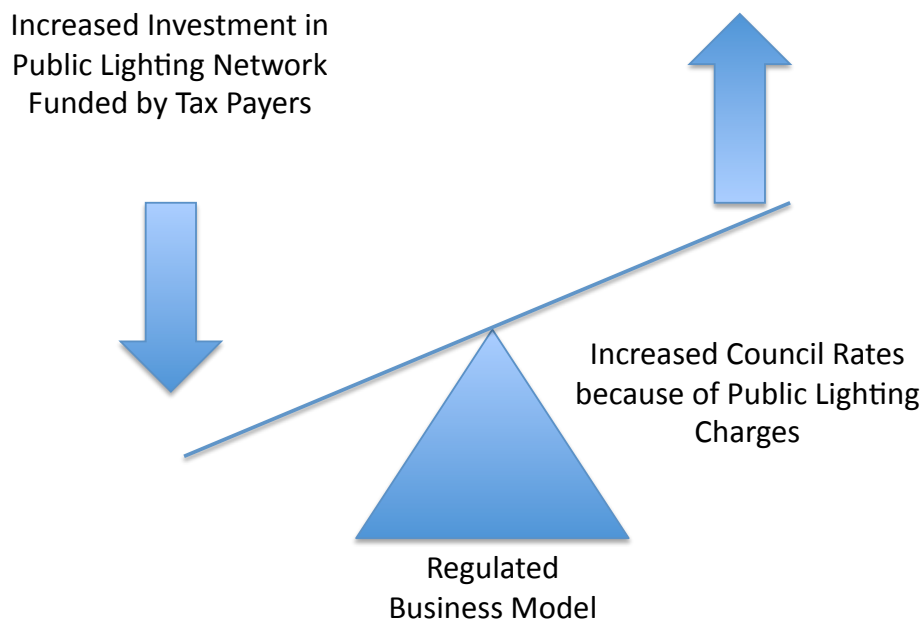 Increased Investment in
Public Lighting Network
Funded by Tax Payers
Increased Council Rates
because of Public Lighting
Charges
Regulated
Business Model